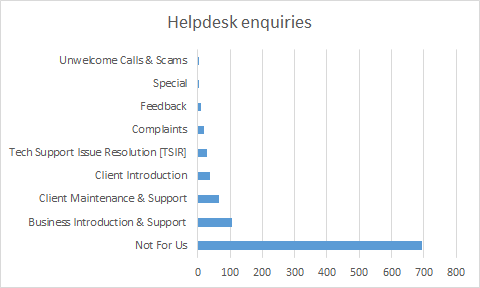 Helpdesk enquiries
Unwelcome Calls & Scams
Special
Feedback
Complaints
Tech Support Issue Resolution [TSIR]
Client Introduction
Client Maintenance & Support
Business Introduction & Support
Not For Us
0 100 200 300 400 500 600 700 800